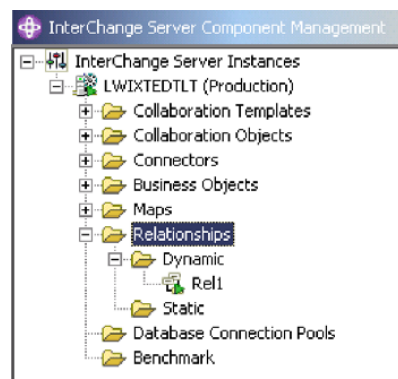 InterChange Server Component Management
InterChange Server Instances
LWIXTEDTLT (Production)
Collaboration Templates
Collaboration Objects
Connectors
Business Objects
Maps
Relationships
Dynamic
Rel1
Static
Database Connection Pools
Benchmark